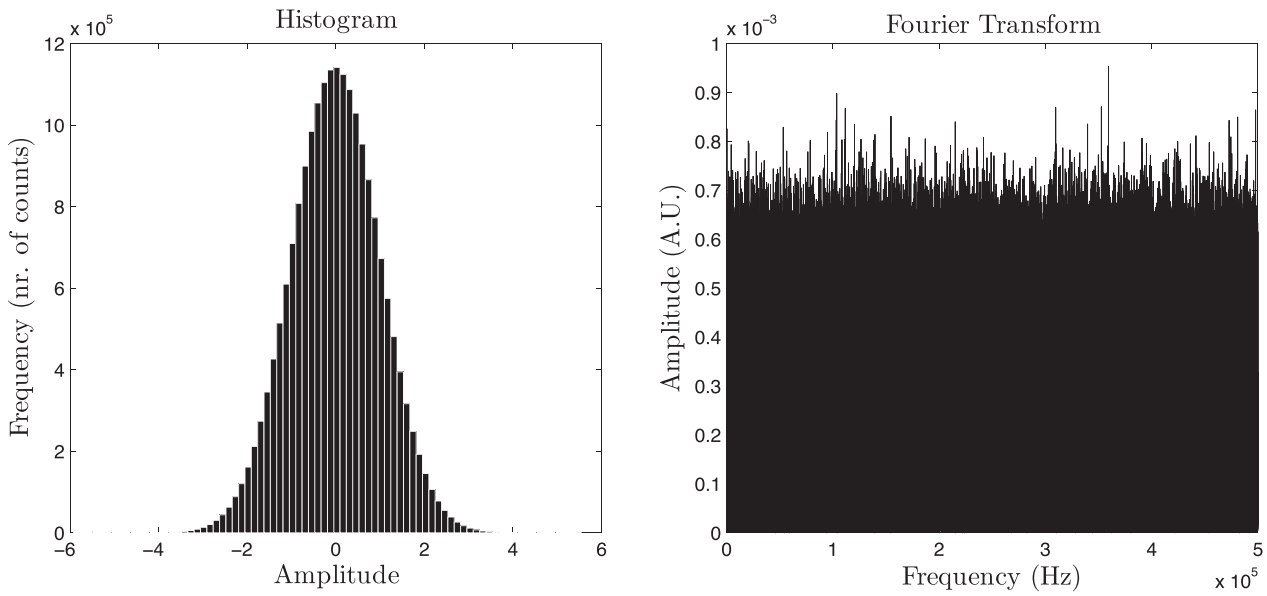 Histogram
x 10^5
12
10
8
6
4
2
0
Frequency (nr. of counts)
−6 −4 −2 0 2 4 6
Amplitude
Fourier Transform
x 10^−3
1
0.9
0.8
0.7
0.6
0.5
0.4
0.3
0.2
0.1
0
Amplitude (A.U.)
0 1 2 3 4 5
Frequency (Hz)
x 10^5